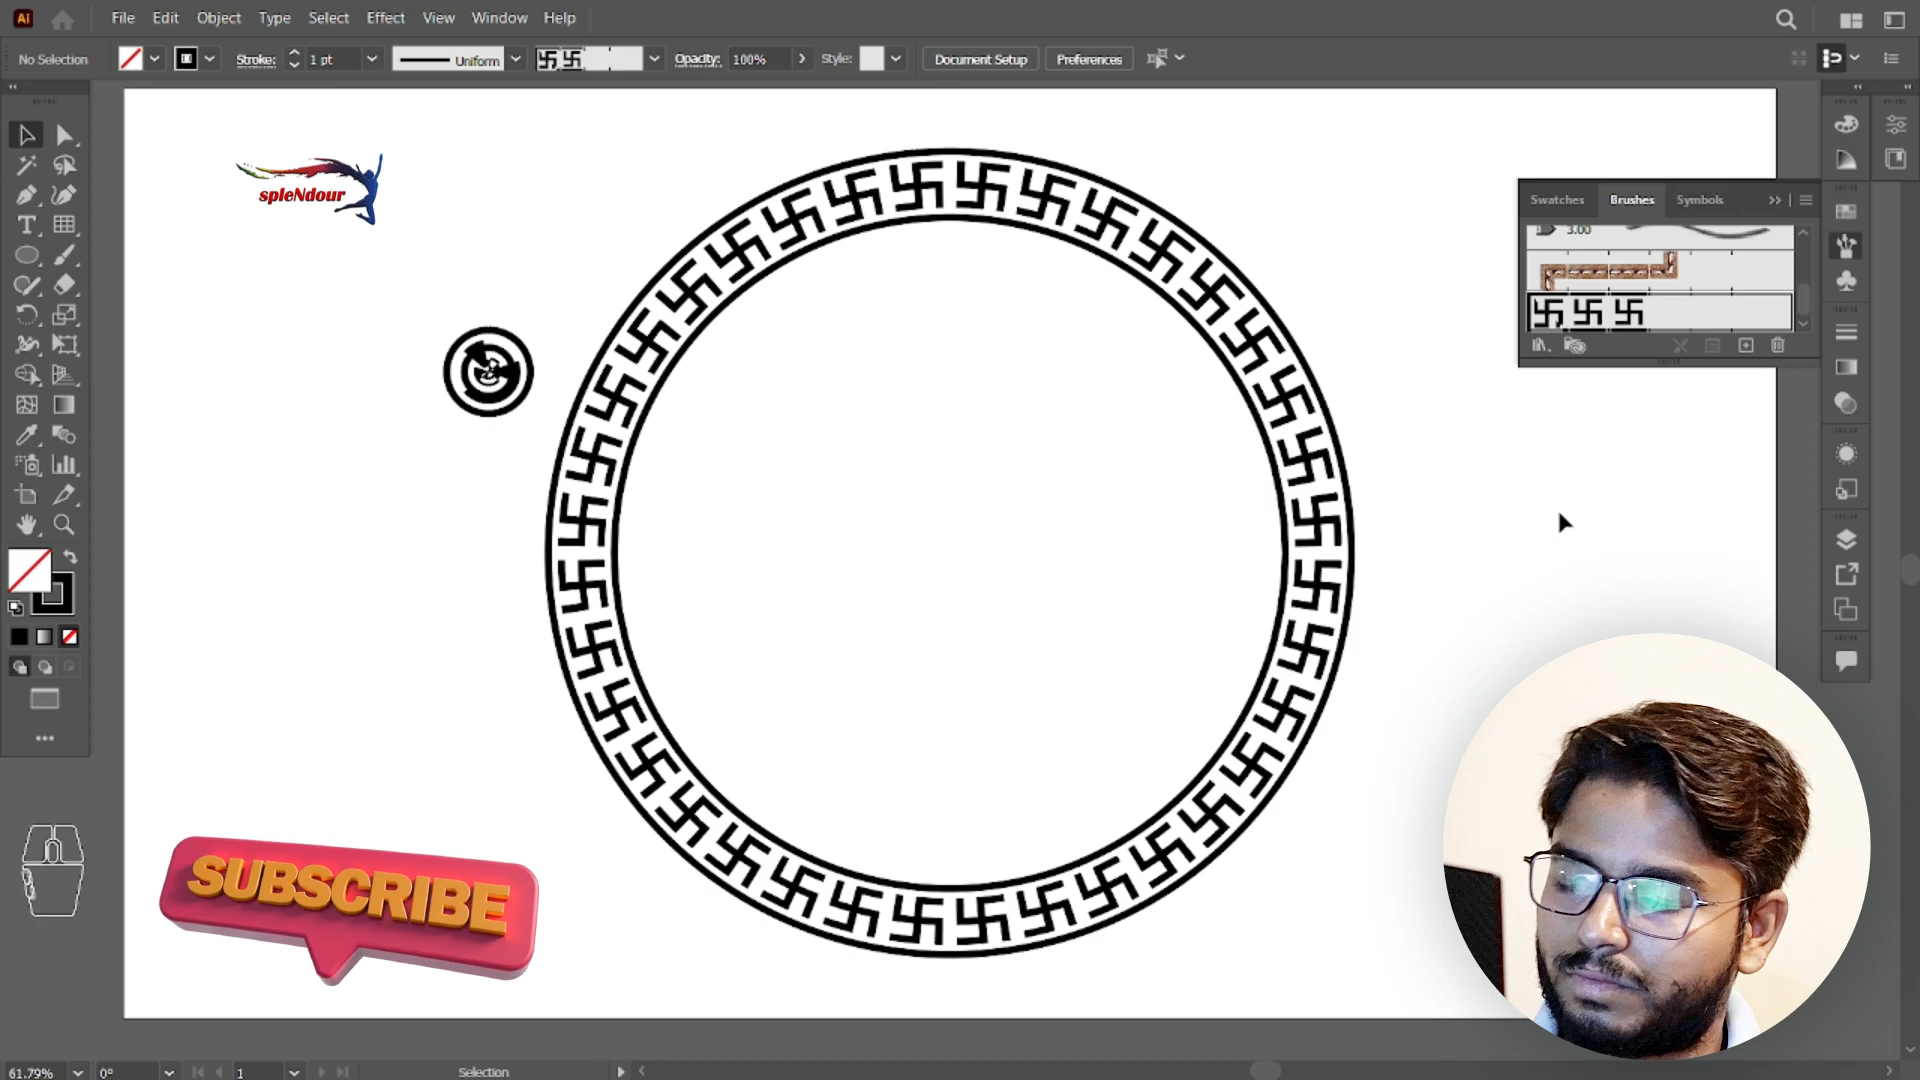 Ai File Edit Object Type Select Effect View Window Help
No Selection Stroke: 1 pt Uniform Opacity: 100% Style: Document Setup Preferences
spleNdour
Swatches Brushes Symbols
3.00
SUBSCRIBE
61.79% 0° 1 Selection